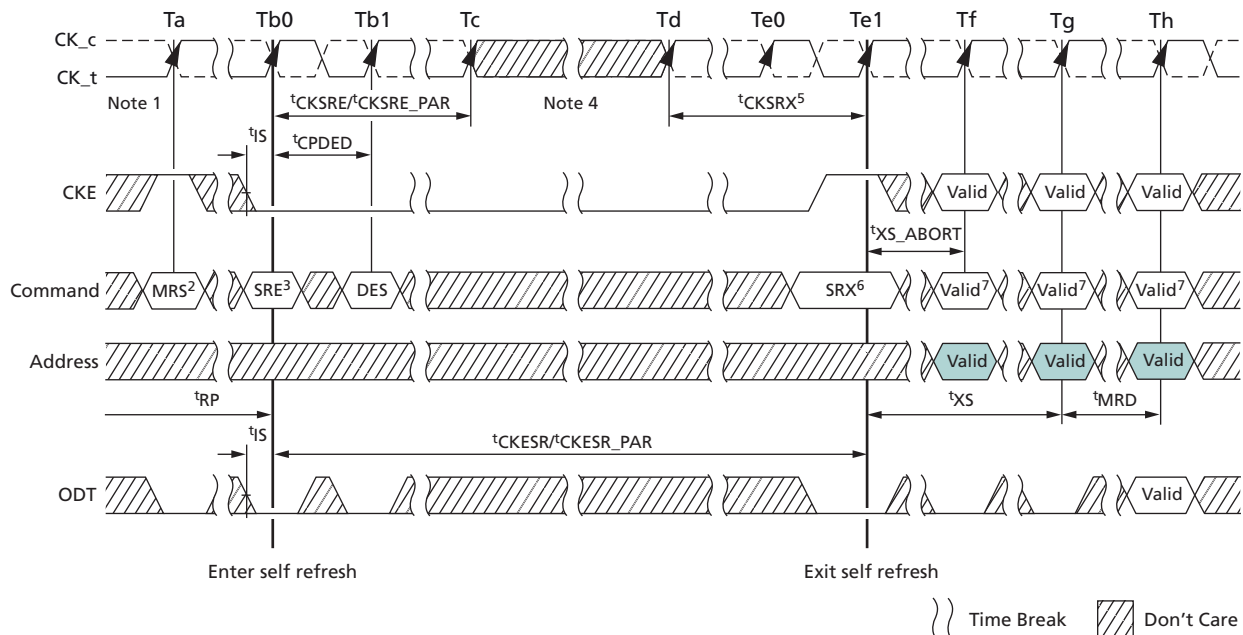 Ta Tb0 Tb1 Tc Td Te0 Te1 Tf Tg Th
CK_c
CK_t
Note 1 tCKSRE/tCKSRE_PAR Note 4 tCKSRX5
tIS tCPDED
CKE Valid Valid Valid
tXS_ABORT
Command MRS2 SRE3 DES SRX6 Valid7 Valid7 Valid7
Address Valid Valid Valid
tRP tXS tMRD
tIS tCKESR/tCKESR_PAR
ODT Valid
Enter self refresh Exit self refresh
Time Break Don't Care